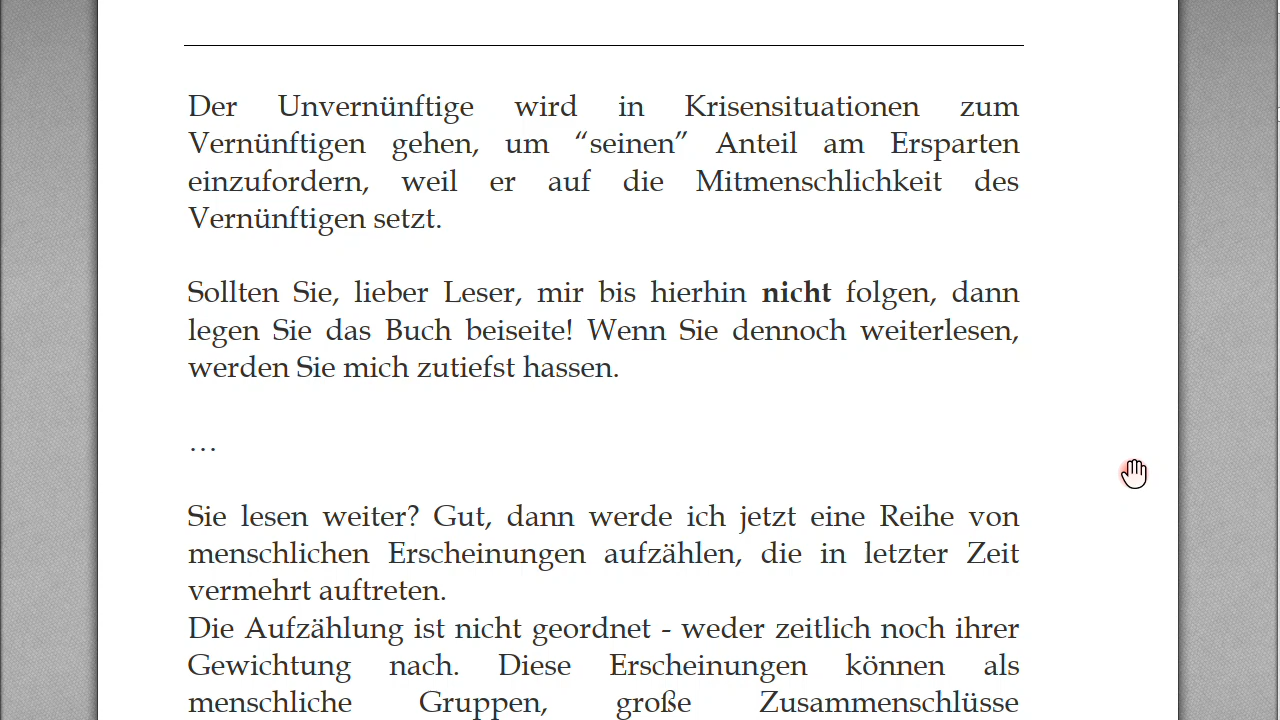 Der Unvernünftige wird in Krisensituationen zum
Vernünftigen gehen, um “seinen” Anteil am Ersparten
einzufordern, weil er auf die Mitmenschlichkeit des
Vernünftigen setzt.
Sollten Sie, lieber Leser, mir bis hierhin nicht folgen, dann
legen Sie das Buch beiseite! Wenn Sie dennoch weiterlesen,
werden Sie mich zutiefst hassen.
…
Sie lesen weiter? Gut, dann werde ich jetzt eine Reihe von
menschlichen Erscheinungen aufzählen, die in letzter Zeit
vermehrt auftreten.
Die Aufzählung ist nicht geordnet - weder zeitlich noch ihrer
Gewichtung nach. Diese Erscheinungen können als
menschliche Gruppen, große Zusammenschlüsse